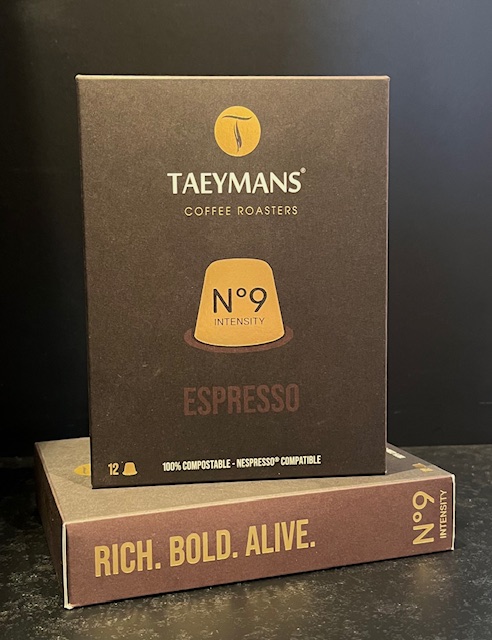 T
TAEYMANS®
COFFEE ROASTERS
N°9
INTENSITY
ESPRESSO
12
100% COMPOSTABLE - NESPRESSO® COMPATIBLE
RICH. BOLD. ALIVE.
N°9
INTENSITY